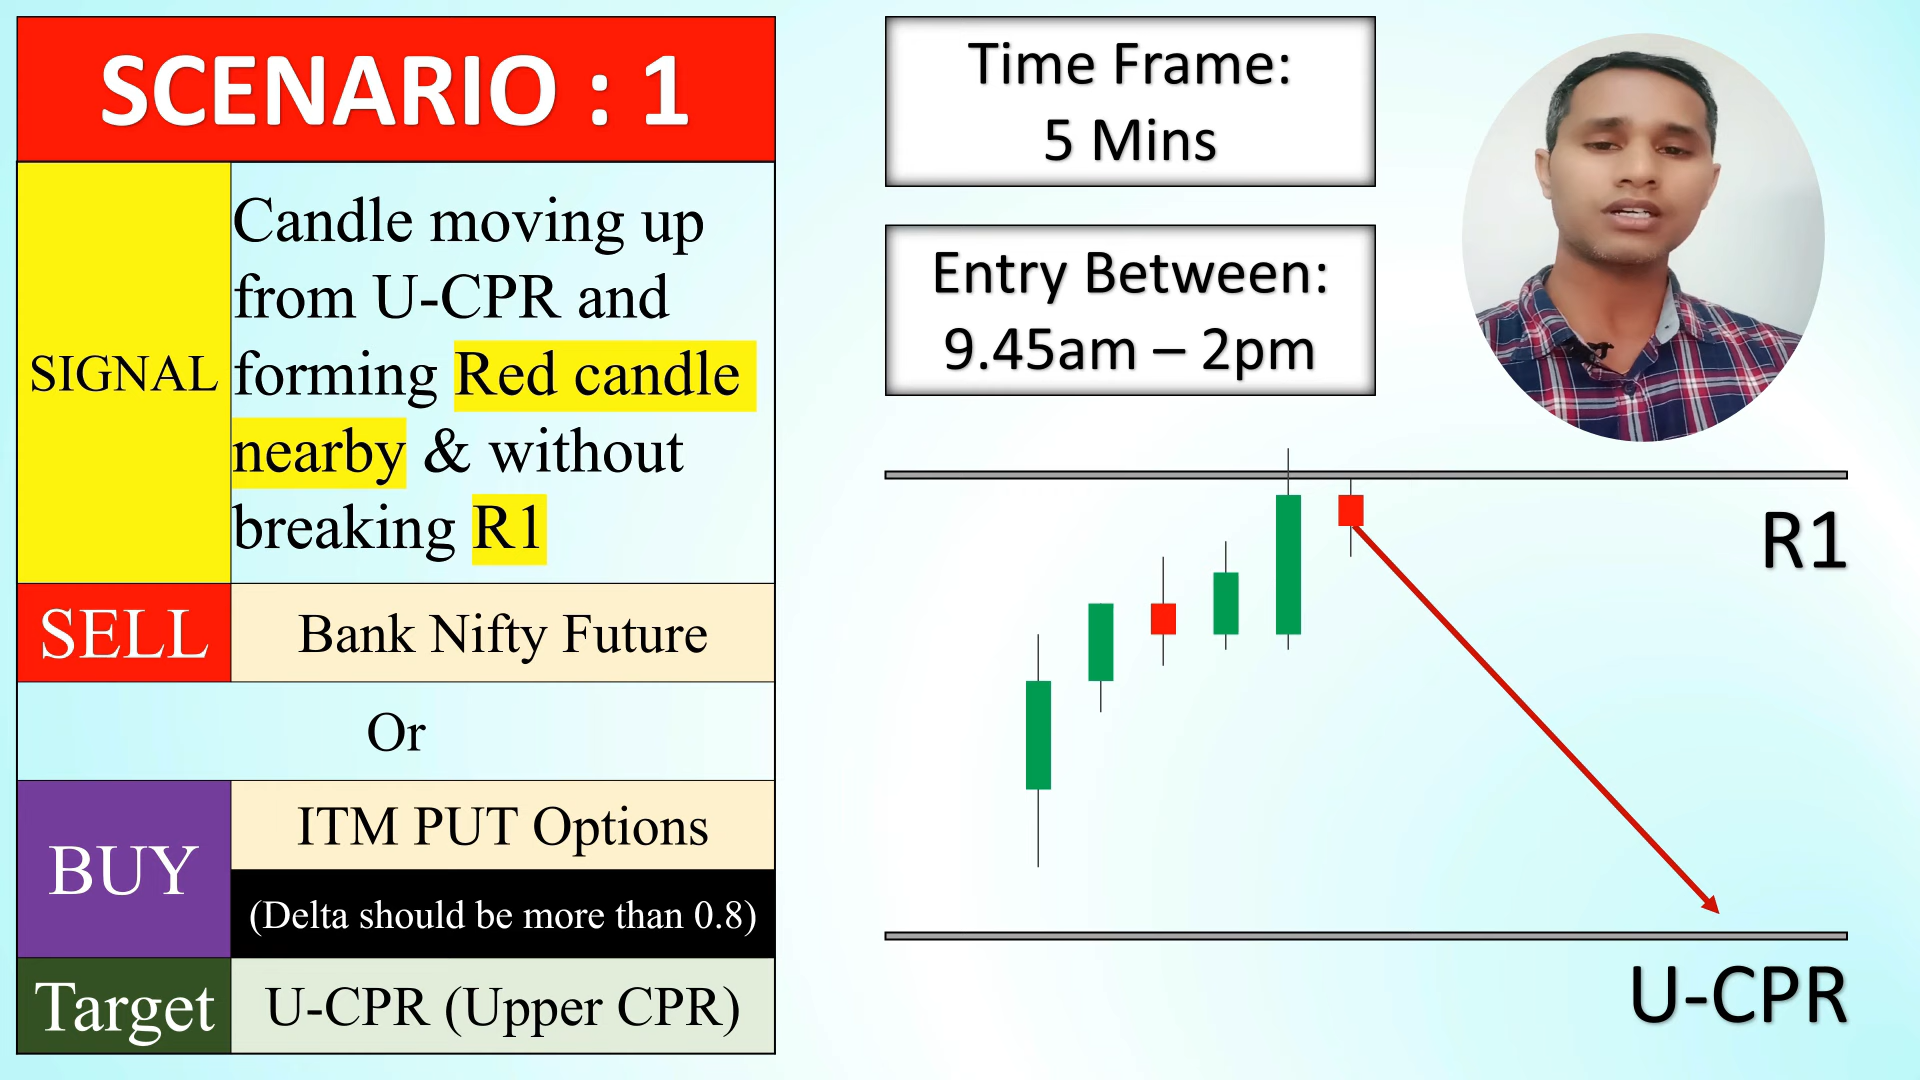 SCENARIO : 1
SIGNAL
Candle moving up
from U-CPR and
forming Red candle
nearby & without
breaking R1
SELL
Bank Nifty Future
Or
BUY
ITM PUT Options
(Delta should be more than 0.8)
Target
U-CPR (Upper CPR)
Time Frame:
5 Mins
Entry Between:
9.45am – 2pm
R1
U-CPR